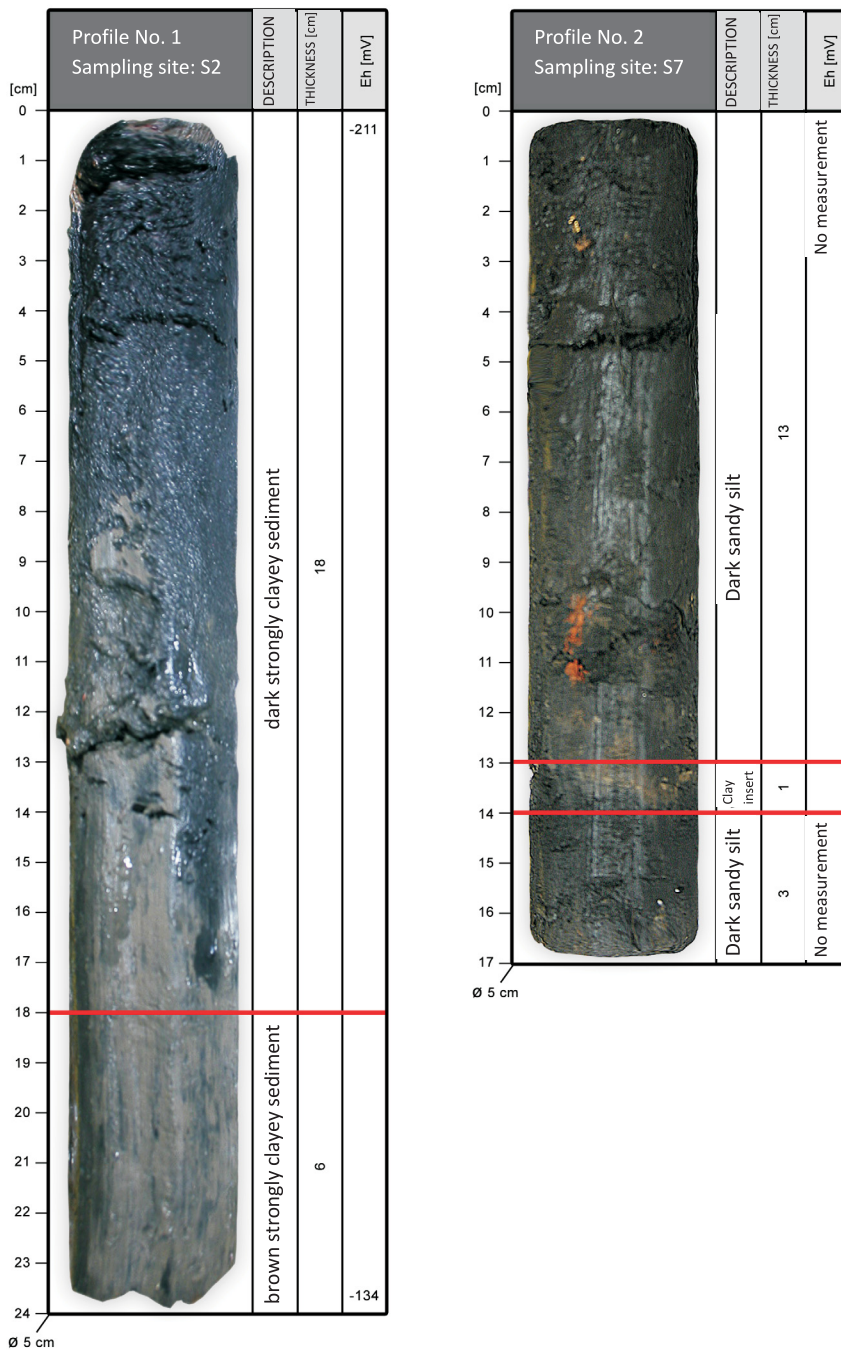 Profile No. 1
Sampling site: S2
DESCRIPTION
THICKNESS [cm]
Eh [mV]
[cm]
0
1
2
3
4
5
6
7
8
9
10
11
12
13
14
15
16
17
18
19
20
21
22
23
24
Ø 5 cm
dark strongly clayey sediment
18
-211
brown strongly clayey sediment
6
-134
Profile No. 2
Sampling site: S7
DESCRIPTION
THICKNESS [cm]
Eh [mV]
[cm]
0
1
2
3
4
5
6
7
8
9
10
11
12
13
14
15
16
17
Ø 5 cm
Dark sandy silt
13
No measurement
Clay
insert
1
Dark sandy silt
3
No measurement